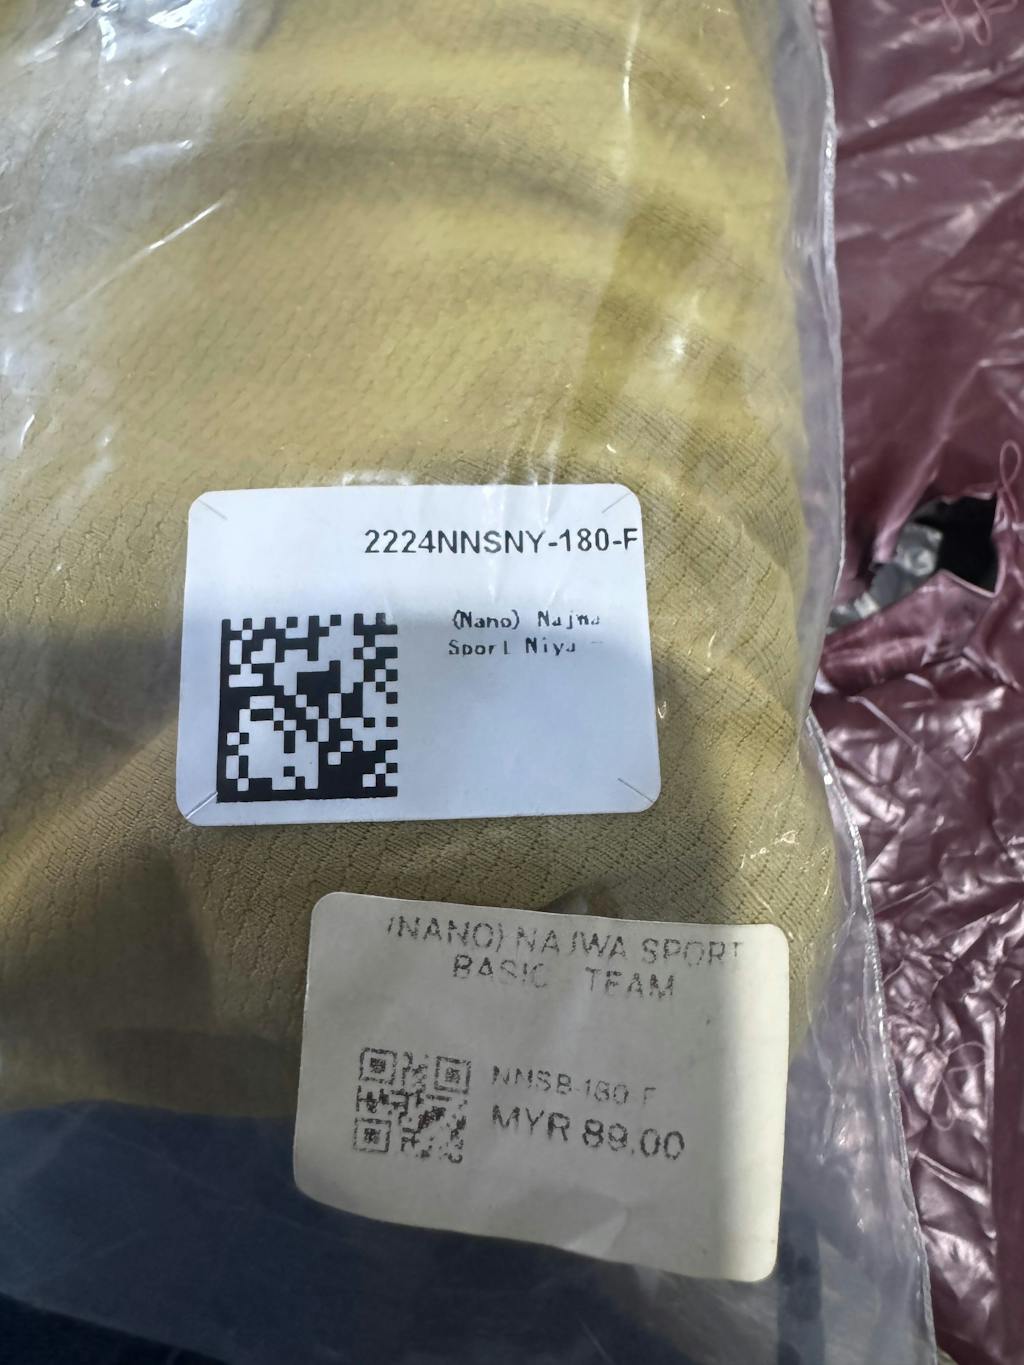 2224NNSNY-180-F
(Nano) Najwa
Sport Niya -
(NANO) NAJWA SPORT
BASIC - TEAM
NNSB-180-F
MYR 89.00